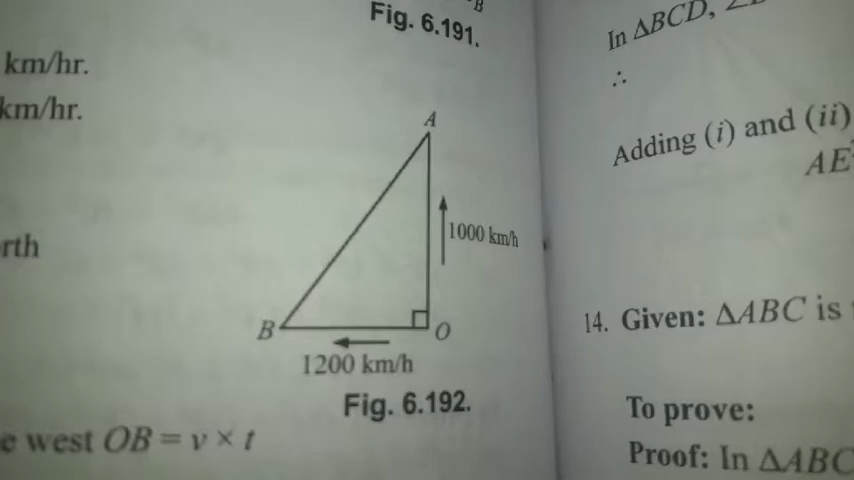 B
Fig. 6.191.
km/hr.
km/hr.
A
1000 km/h
rth
B
O
1200 km/h
Fig. 6.192.
e west OB = v × t
In ΔBCD,
∴
Adding (i) and (ii)
AE
14. Given: ΔABC is
To prove:
Proof: In ΔABC